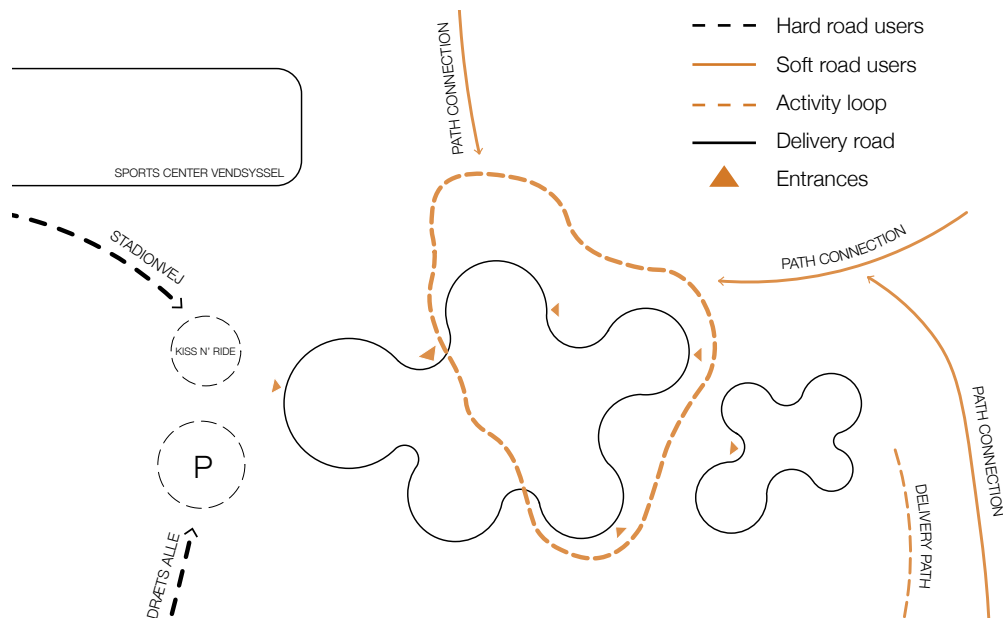 Hard road users
Soft road users
Activity loop
Delivery road
Entrances
PATH CONNECTION
SPORTS CENTER VENDSYSSEL
STADIONVEJ
PATH CONNECTION
KISS N' RIDE
P
PATH CONNECTION
DELIVERY PATH
DRÆTS ALLE